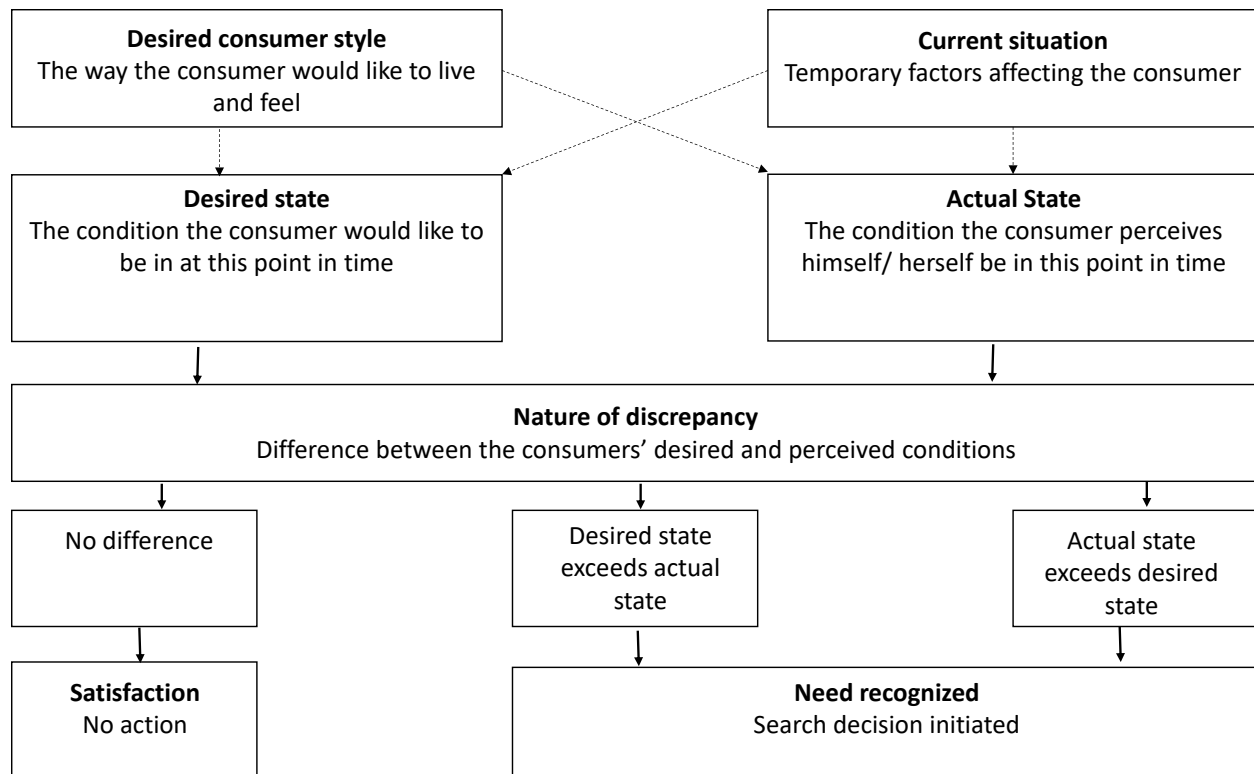 Desired consumer style
The way the consumer would like to live
and feel
Current situation
Temporary factors affecting the consumer
Desired state
The condition the consumer would like to
be in at this point in time
Actual State
The condition the consumer perceives
himself/ herself be in this point in time
Nature of discrepancy
Difference between the consumers’ desired and perceived conditions
No difference
Desired state
exceeds actual
state
Actual state
exceeds desired
state
Satisfaction
No action
Need recognized
Search decision initiated